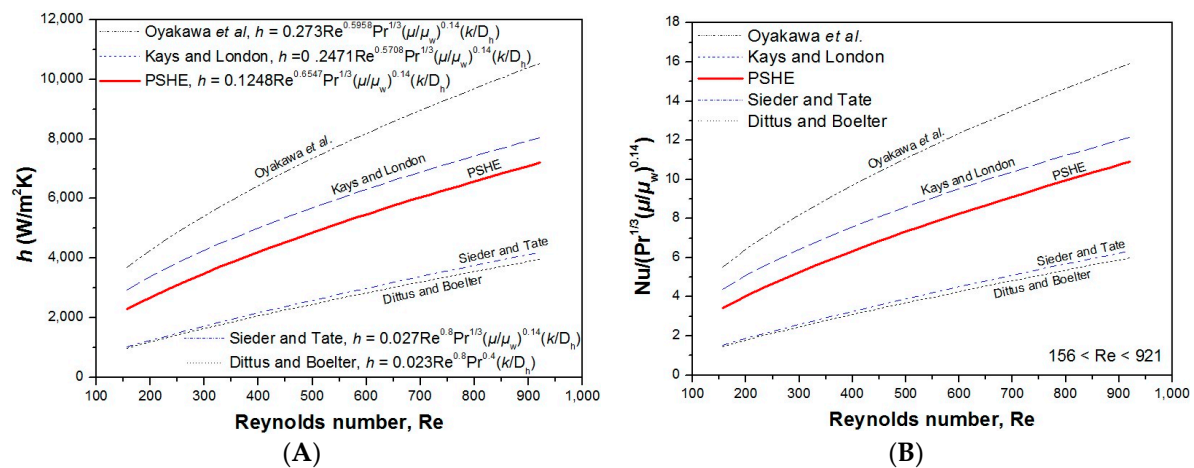 12,000
10,000
8,000
6,000
4,000
2,000
0
h (W/m²K)
Oyakawa et al, h = 0.273Re^0.5958Pr^1/3(μ/μw)^0.14(k/Dh)
Kays and London, h =0 .2471Re^0.5708Pr^1/3(μ/μw)^0.14(k/Dh)
PSHE, h = 0.1248Re^0.6547Pr^1/3(μ/μw)^0.14(k/Dh)
Oyakawa et al.
Kays and London
PSHE
Sieder and Tate
Dittus and Boelter
Sieder and Tate, h = 0.027Re^0.8Pr^1/3(μ/μw)^0.14(k/Dh)
Dittus and Boelter, h = 0.023Re^0.8Pr^0.4(k/Dh)
100 200 300 400 500 600 700 800 900 1,000
Reynolds number, Re
(A)
18
16
14
12
10
8
6
4
2
0
Nu/(Pr^1/3(μ/μw)^0.14
Oyakawa et al.
Kays and London
PSHE
Sieder and Tate
Dittus and Boelter
Oyakawa et al.
Kays and London
PSHE
Sieder and Tate
Dittus and Boelter
156 < Re < 921
100 200 300 400 500 600 700 800 900 1,000
Reynolds number, Re
(B)